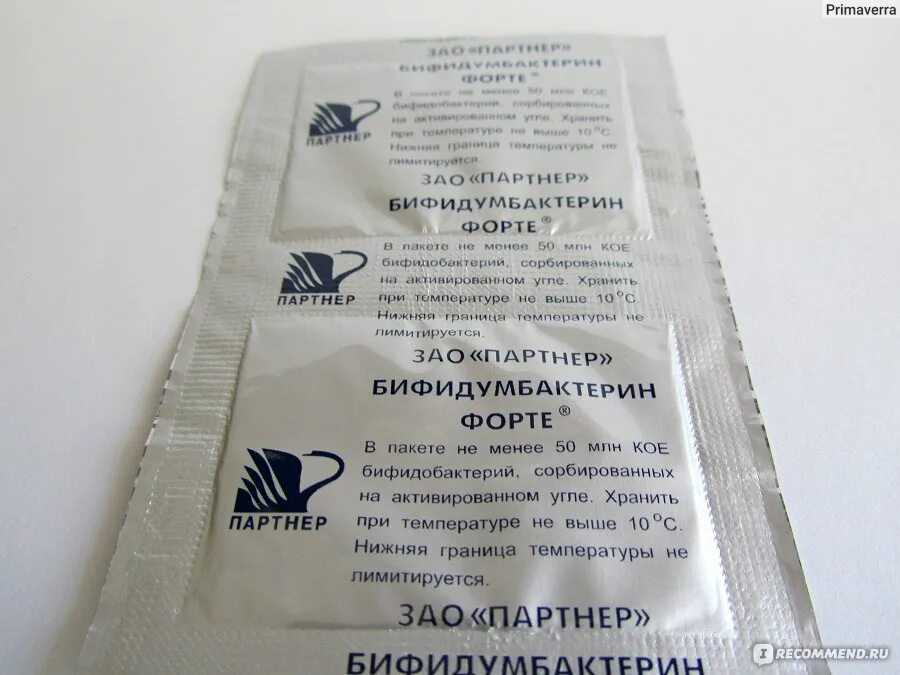 Primaverra
ЗАО «ПАРТНЕР»
БИФИДУМБАКТЕРИН
ФОРТЕ®
В пакете не менее 50 млн КОЕ
бифидобактерий, сорбированных
на активированном угле. Хранить
при температуре не выше 10 °С.
Нижняя граница температуры не
лимитируется.
ПАРТНЕР
ЗАО «ПАРТНЕР»
БИФИДУМБАКТЕРИН
ФОРТЕ®
В пакете не менее 50 млн КОЕ
бифидобактерий, сорбированных
на активированном угле. Хранить
при температуре не выше 10 °С.
Нижняя граница температуры не
лимитируется.
ПАРТНЕР
ЗАО «ПАРТНЕР»
БИФИДУМБАКТЕРИН
ФОРТЕ®
В пакете не менее 50 млн КОЕ
бифидобактерий, сорбированных
на активированном угле. Хранить
при температуре не выше 10 °С.
Нижняя граница температуры не
лимитируется.
ПАРТНЕР
ЗАО «ПАРТНЕР»
БИФИДУМБАКТЕРИН
IRECOMMEND.RU